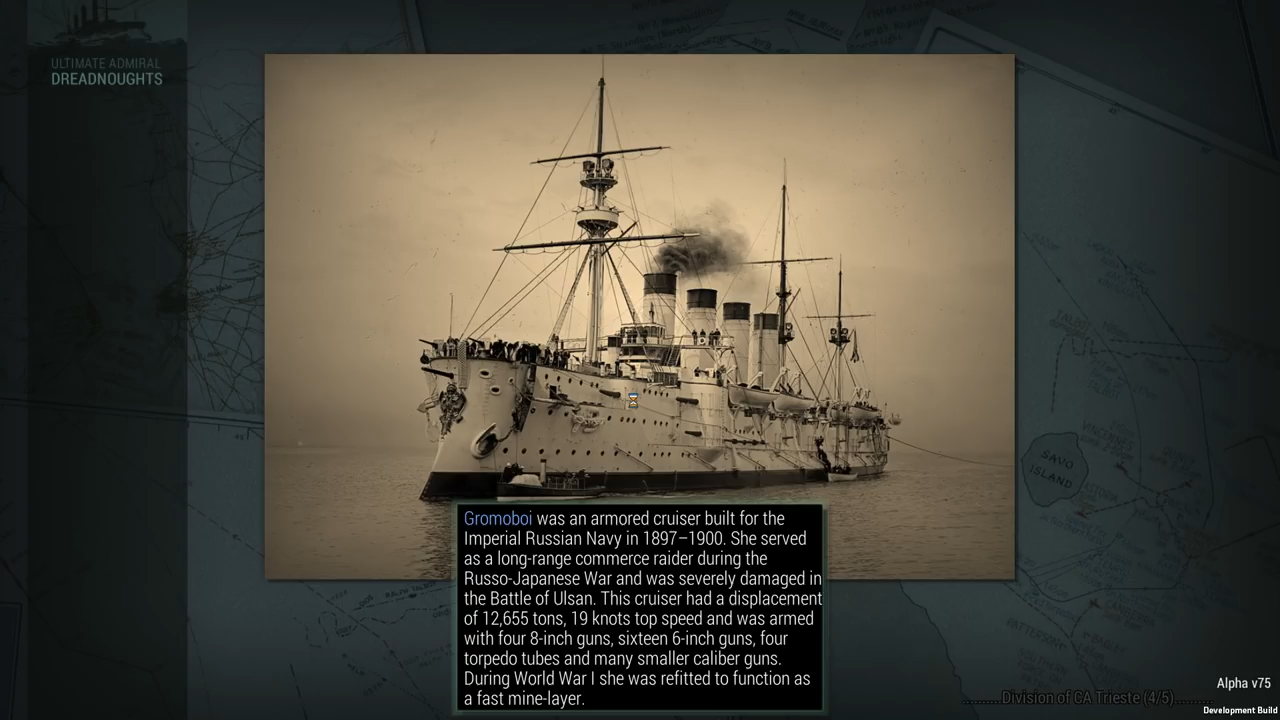 ULTIMATE ADMIRAL
DREADNOUGHTS
SAVO
ISLAND
Gromoboi was an armored cruiser built for the
Imperial Russian Navy in 1897–1900. She served
as a long-range commerce raider during the
Russo-Japanese War and was severely damaged in
the Battle of Ulsan. This cruiser had a displacement
of 12,655 tons, 19 knots top speed and was armed
with four 8-inch guns, sixteen 6-inch guns, four
torpedo tubes and many smaller caliber guns.
During World War I she was refitted to function as
a fast mine-layer.
Alpha v75
Division of CA Trieste (4/5)
Development Build